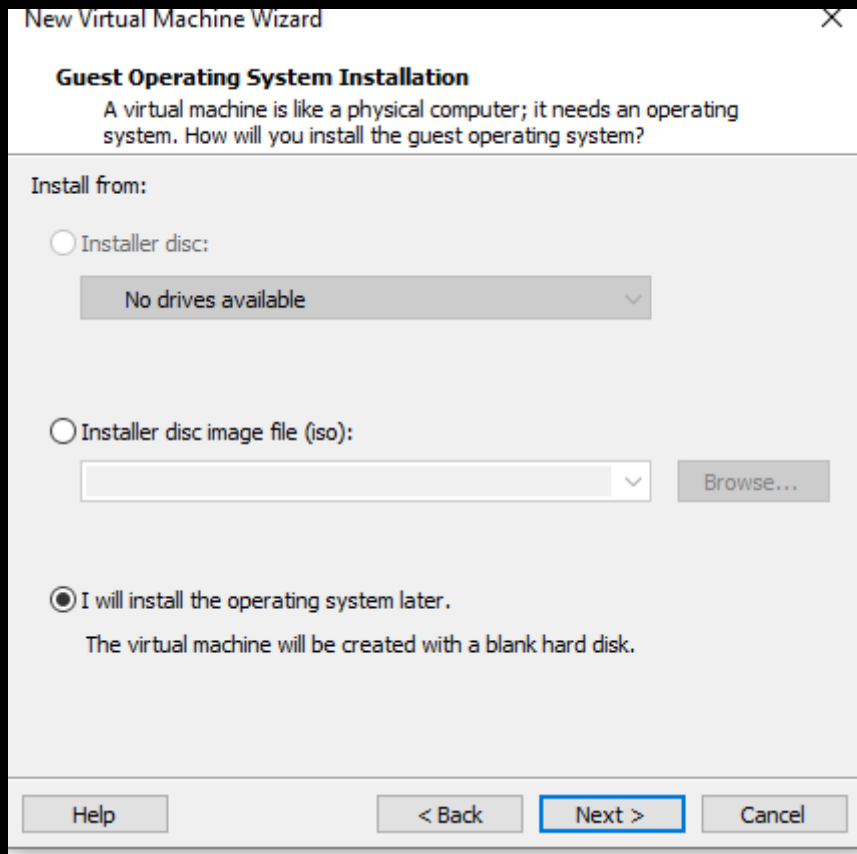 New Virtual Machine Wizard
Guest Operating System Installation
A virtual machine is like a physical computer; it needs an operating
system. How will you install the guest operating system?
Install from:
Installer disc:
No drives available
Installer disc image file (iso):
Browse...
I will install the operating system later.
The virtual machine will be created with a blank hard disk.
Help
< Back
Next >
Cancel